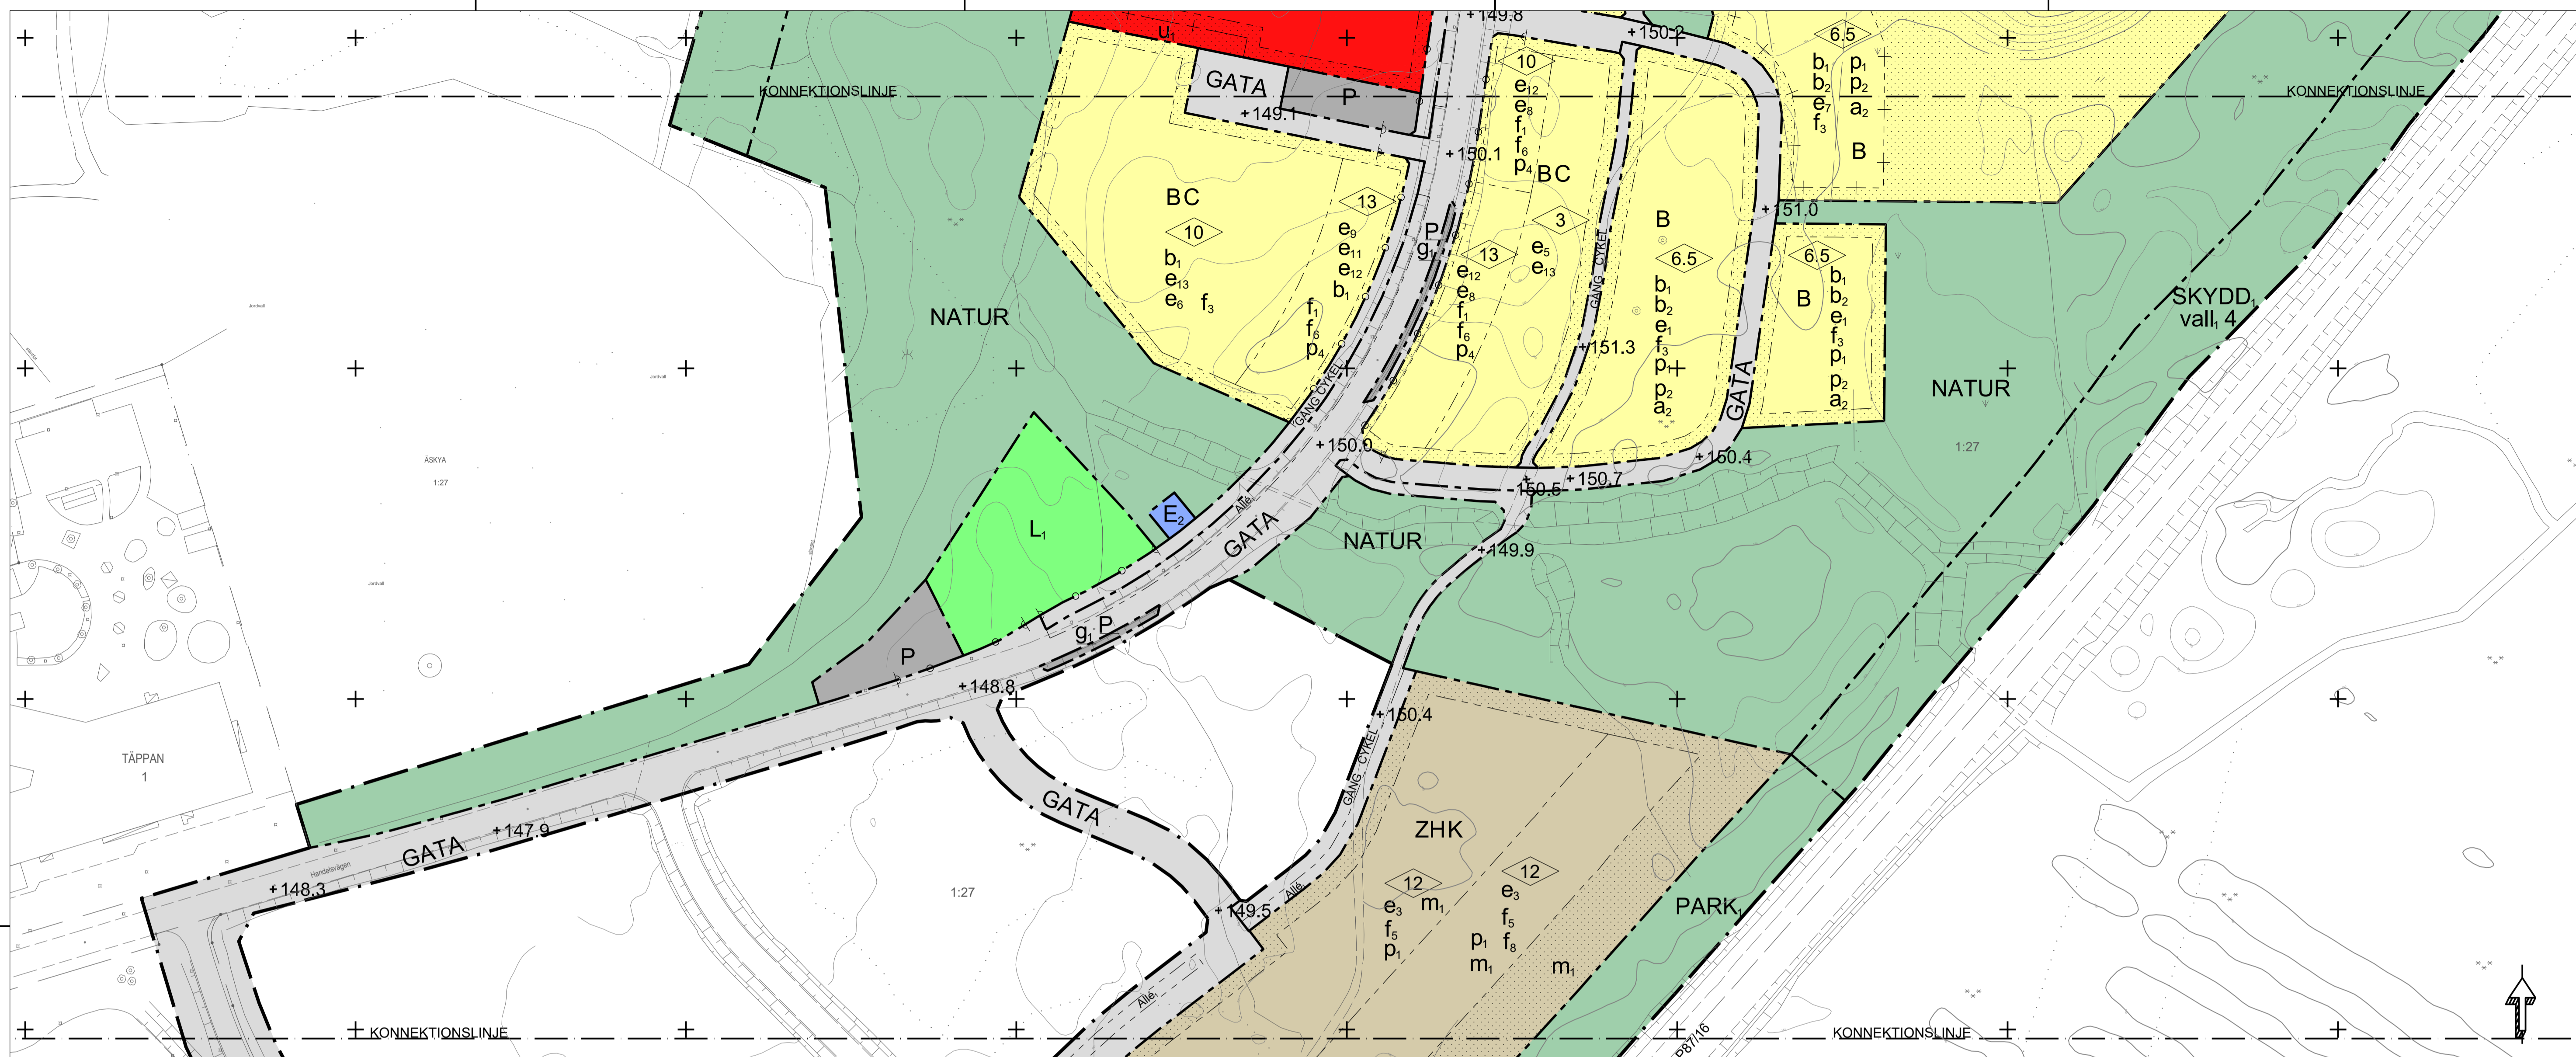 +149.8
+150.2
u₁
GATA
P
+149.1
KONNEKTIONSLINJE
KONNEKTIONSLINJE
10
e₁₂
e₈
f₁
f₆
p₄
BC
6.5
b₁ p₁
b₂ p₂
e₇ a₂
f₃
B
+150.1
BC
10
b₁
e₁₃
e₆ f₃
13
e₉
e₁₁
e₁₂
b₁
f₁
f₆
p₄
P
g₁
13
e₁₂
e₈
f₁
f₆
p₄
3
e₅
e₁₃
GÅNG CYKEL
B
6.5
b₁
b₂
e₁
f₃
p₁
p₂
a₂
+151.0
6.5
B
b₁
b₂
e₁
f₃
p₁
p₂
a₂
SKYDD₁
vall₁ 4
NATUR
NATUR
1:27
+151.3
GATA
GÅNG CYKEL
+150.0
+150.4
+150.7
150.5
Jordvall
Jordvall
Jordvall
ÄSKYA
1:27
L₁
E₂
Allé₁
GATA
NATUR
+149.9
P
g₁ P
+148.8
+150.4
GÅNG CYKEL
TÄPPAN
1
GATA
ZHK
+147.9
GATA
Handelsvägen
+148.3
1:27
Allé₁
+149.5
12
e₃ m₁
f₅
p₁
12
e₃
f₅
f₈
p₁
m₁
m₁
PARK₁
Allé₁
KONNEKTIONSLINJE
KONNEKTIONSLINJE
P87/16